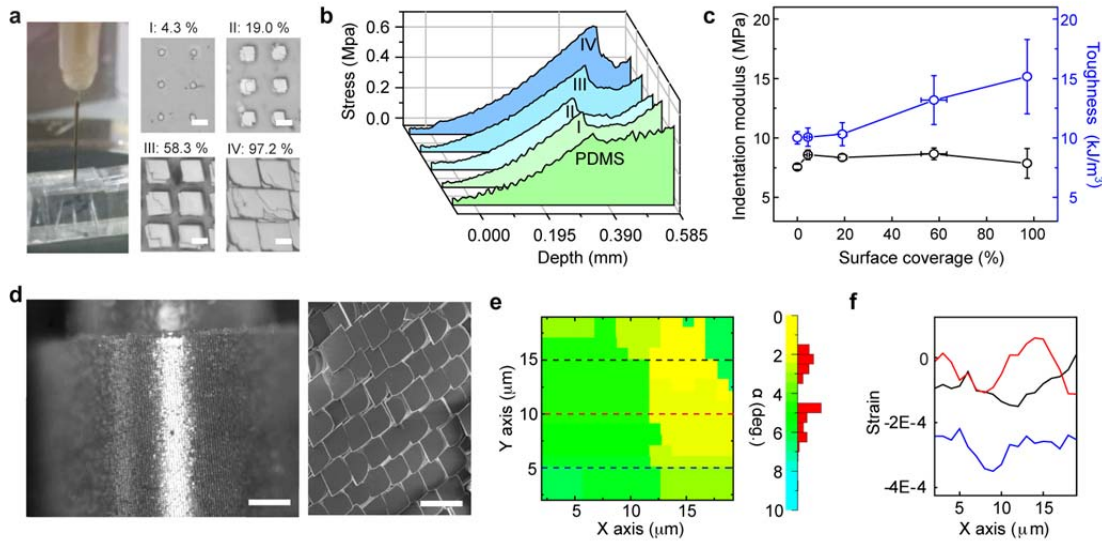 a
I: 4.3 %
II: 19.0 %
III: 58.3 %
IV: 97.2 %
b
Stress (Mpa)
0.6
0.4
0.2
0.0
IV
III
II
I
PDMS
0.000
0.195
0.390
0.585
Depth (mm)
c
Indentation modulus (MPa)
20
15
10
5
0
20
40
60
80
100
Surface coverage (%)
20
15
10
5
Toughness (kJ/m³)
d
e
Y axis (μm)
15
10
5
5
10
15
X axis (μm)
0
2
4
6
8
10
α (deg.)
f
Strain
0
-2E-4
-4E-4
5
10
15
X axis (μm)